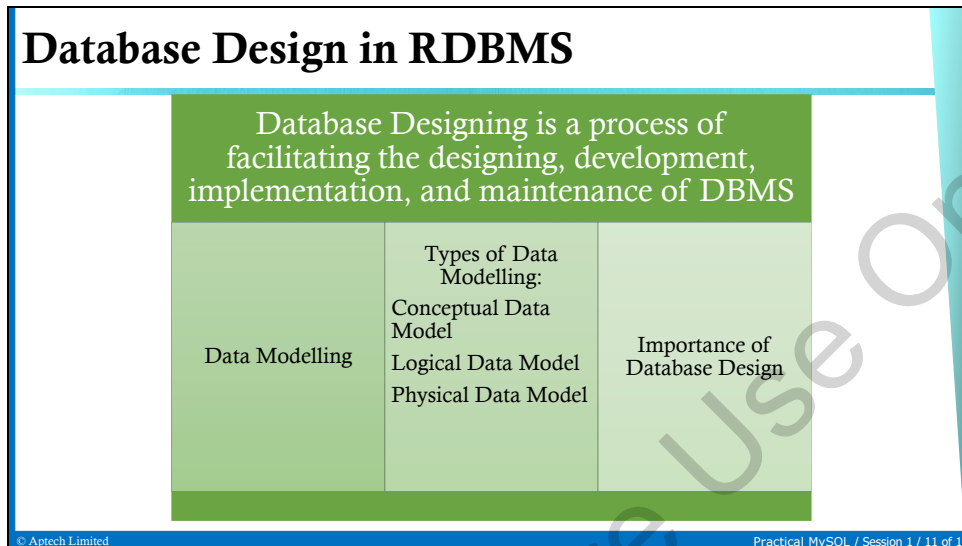 Database Design in RDBMS
Database Designing is a process of
facilitating the designing, development,
implementation, and maintenance of DBMS
Data Modelling
Types of Data
Modelling:
Conceptual Data
Model
Logical Data Model
Physical Data Model
Importance of
Database Design
Use
© Aptech Limited
Practical MySQL / Session 1 / 11 of 1